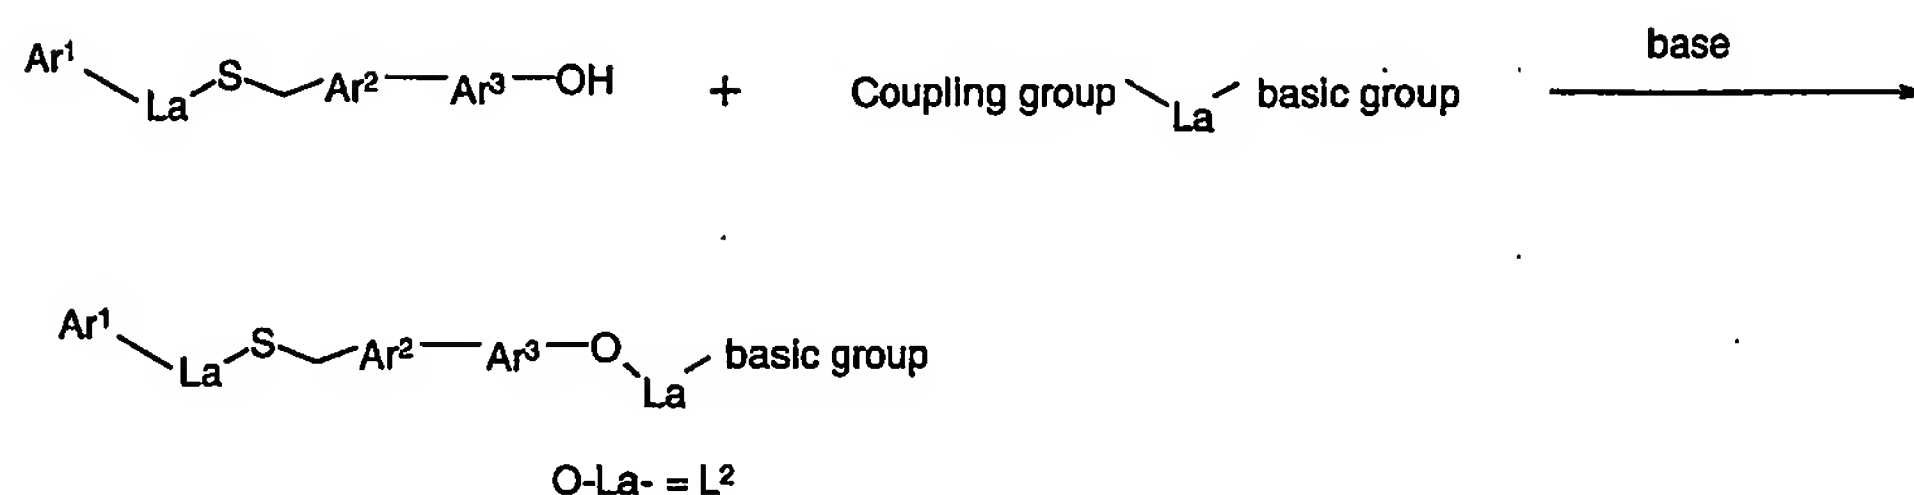 Ar¹ La S Ar² Ar³ OH + Coupling group La basic group base
Ar¹ La S Ar² Ar³ O La basic group
O-La- = L²